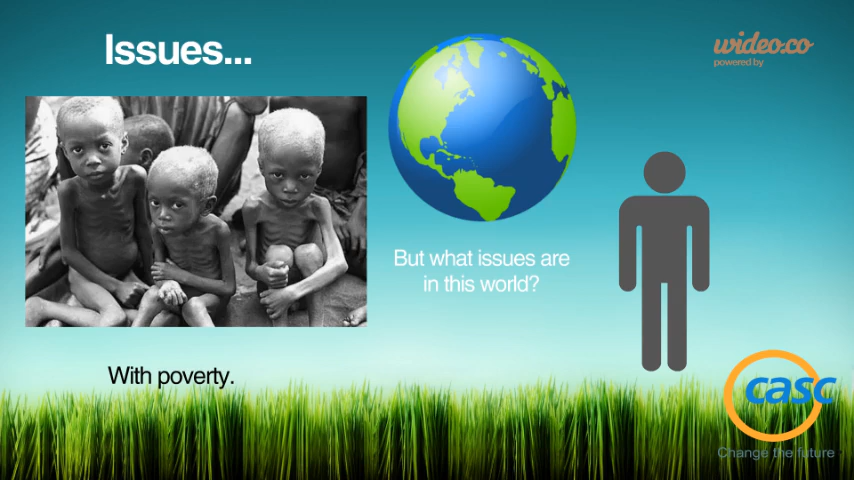 Issues...
wideo.co
powered by
But what issues are
in this world?
With poverty.
casc
Change the future